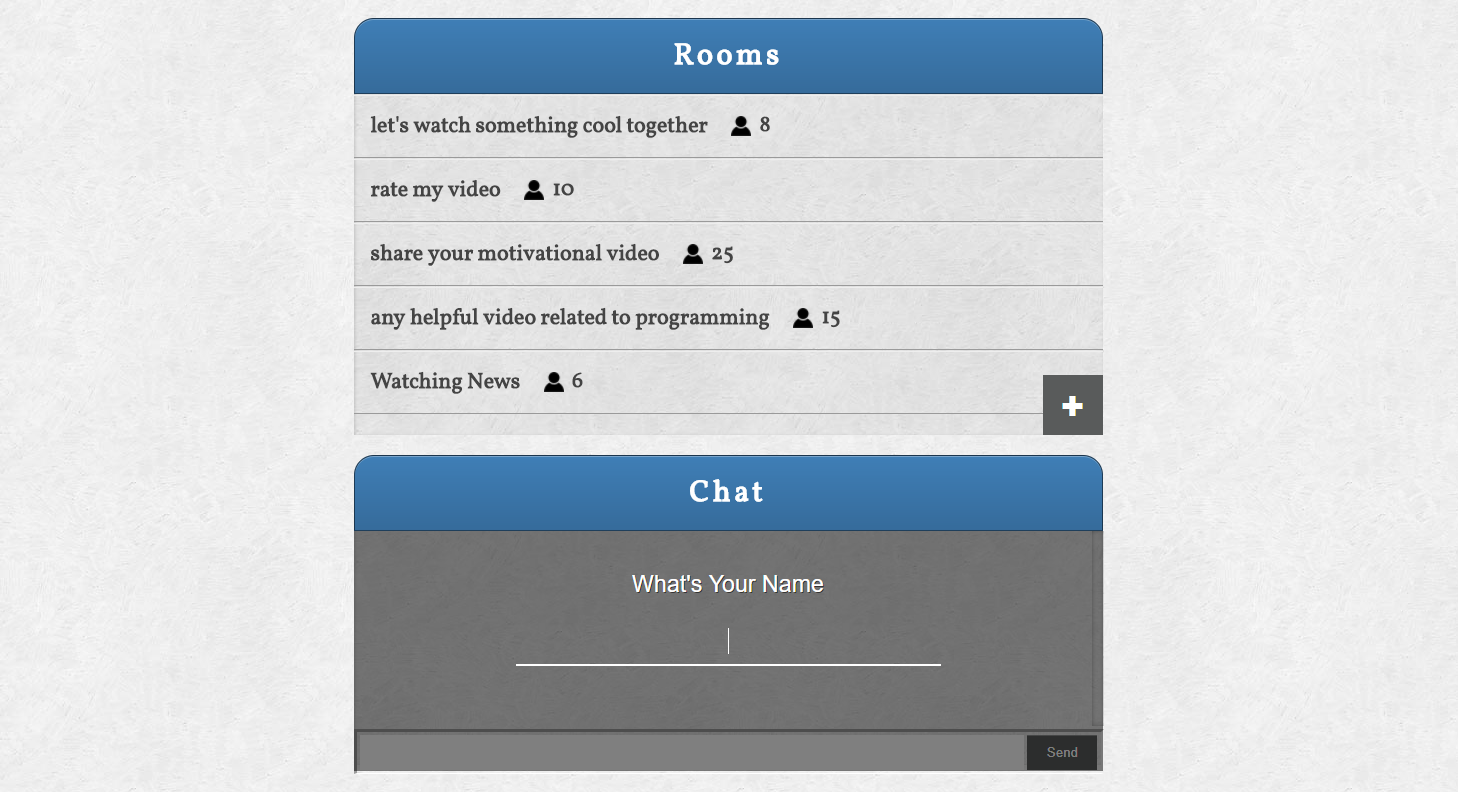 Rooms
let's watch something cool together 8
rate my video 10
share your motivational video 25
any helpful video related to programming 15
Watching News 6
Chat
What's Your Name
Send